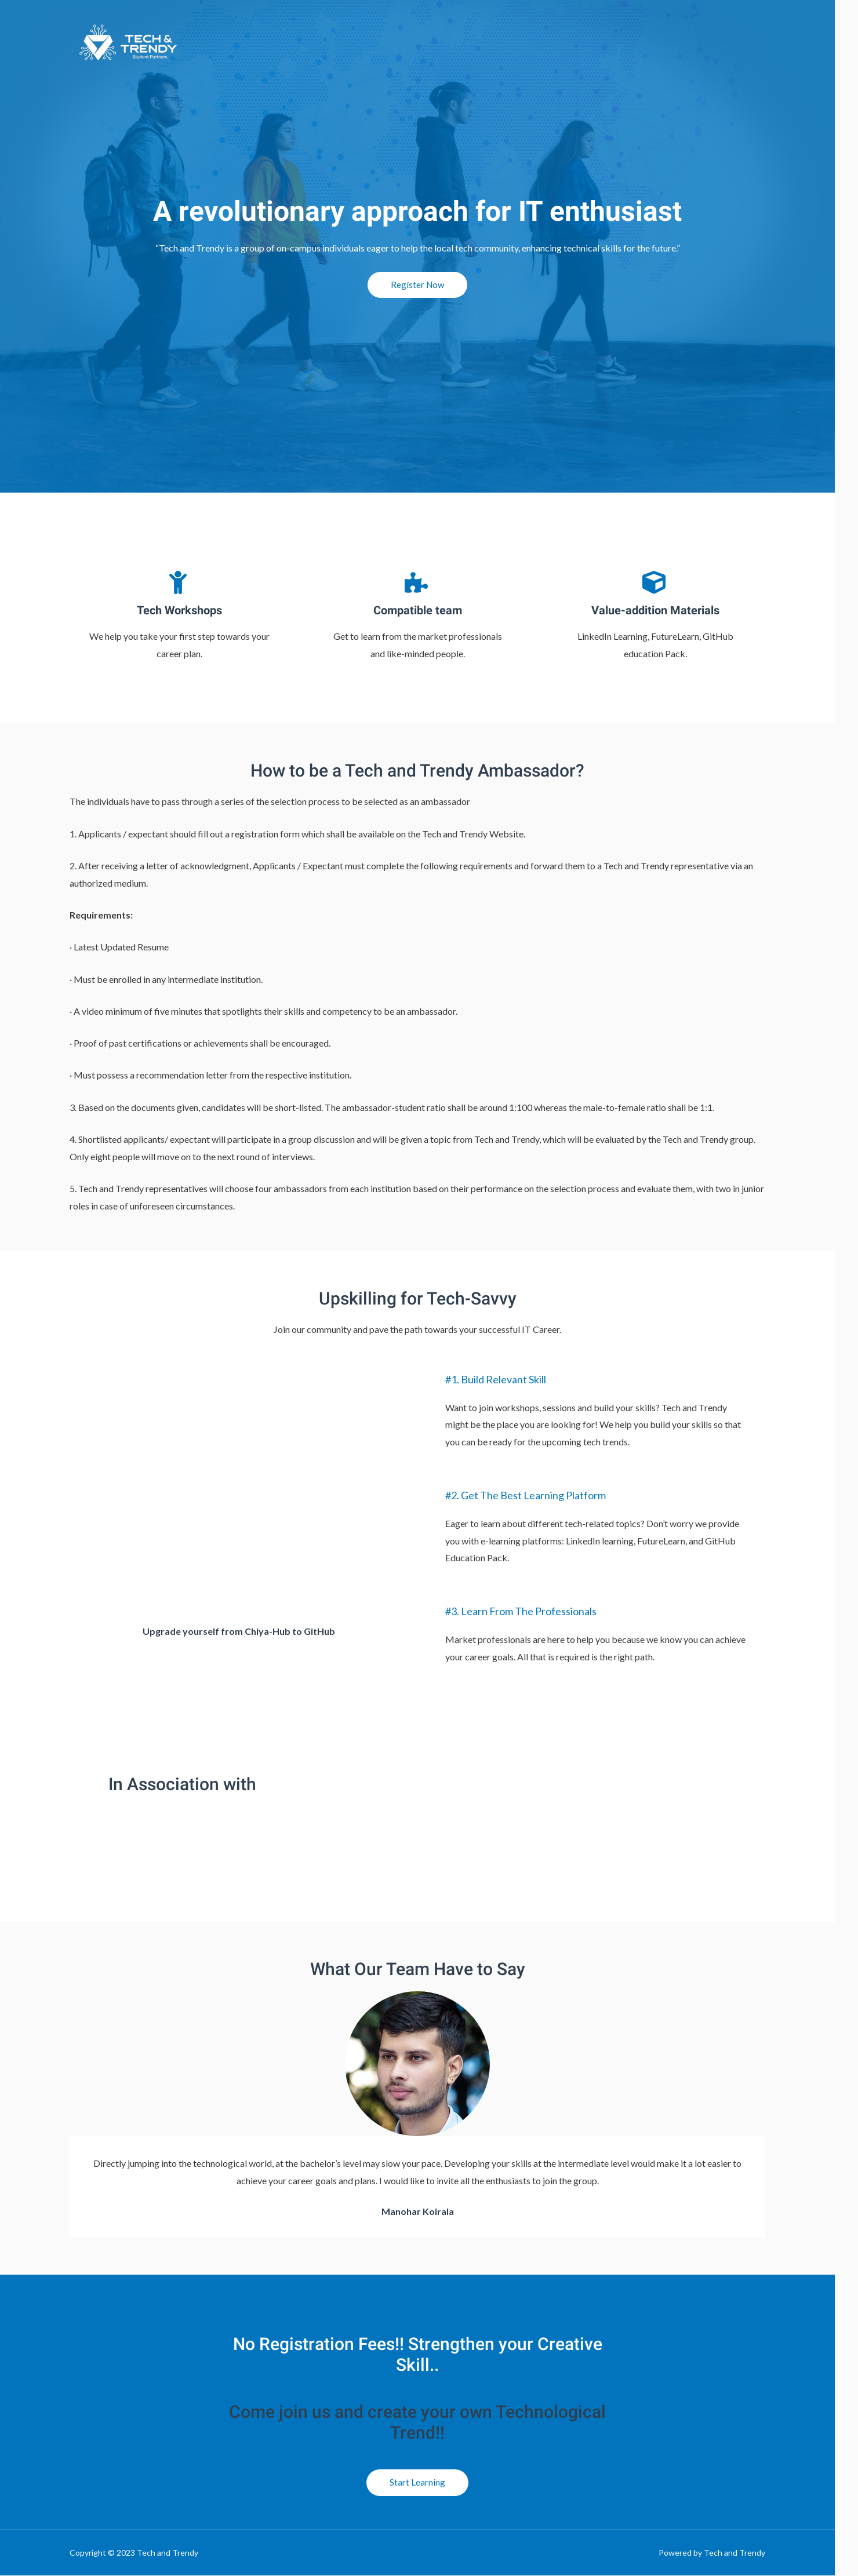 TECH &
TRENDY
Student Partners
A revolutionary approach for IT enthusiast
“Tech and Trendy is a group of on-campus individuals eager to help the local tech community, enhancing technical skills for the future.”
Register Now
Tech Workshops
We help you take your first step towards your
career plan.
Compatible team
Get to learn from the market professionals
and like-minded people.
Value-addition Materials
LinkedIn Learning, FutureLearn, GitHub
education Pack.
How to be a Tech and Trendy Ambassador?
The individuals have to pass through a series of the selection process to be selected as an ambassador
1. Applicants / expectant should fill out a registration form which shall be available on the Tech and Trendy Website.
2. After receiving a letter of acknowledgment, Applicants / Expectant must complete the following requirements and forward them to a Tech and Trendy representative via an
authorized medium.
Requirements:
· Latest Updated Resume
· Must be enrolled in any intermediate institution.
· A video minimum of five minutes that spotlights their skills and competency to be an ambassador.
· Proof of past certifications or achievements shall be encouraged.
· Must possess a recommendation letter from the respective institution.
3. Based on the documents given, candidates will be short-listed. The ambassador-student ratio shall be around 1:100 whereas the male-to-female ratio shall be 1:1.
4. Shortlisted applicants/ expectant will participate in a group discussion and will be given a topic from Tech and Trendy, which will be evaluated by the Tech and Trendy group.
Only eight people will move on to the next round of interviews.
5. Tech and Trendy representatives will choose four ambassadors from each institution based on their performance on the selection process and evaluate them, with two in junior
roles in case of unforeseen circumstances.
Upskilling for Tech-Savvy
Join our community and pave the path towards your successful IT Career.
#1. Build Relevant Skill
Want to join workshops, sessions and build your skills? Tech and Trendy
might be the place you are looking for! We help you build your skills so that
you can be ready for the upcoming tech trends.
#2. Get The Best Learning Platform
Eager to learn about different tech-related topics? Don’t worry we provide
you with e-learning platforms: LinkedIn learning, FutureLearn, and GitHub
Education Pack.
#3. Learn From The Professionals
Market professionals are here to help you because we know you can achieve
your career goals. All that is required is the right path.
Upgrade yourself from Chiya-Hub to GitHub
In Association with
What Our Team Have to Say
Directly jumping into the technological world, at the bachelor’s level may slow your pace. Developing your skills at the intermediate level would make it a lot easier to
achieve your career goals and plans. I would like to invite all the enthusiasts to join the group.
Manohar Koirala
No Registration Fees!! Strengthen your Creative
Skill..
Come join us and create your own Technological
Trend!!
Start Learning
Copyright © 2023 Tech and Trendy
Powered by Tech and Trendy